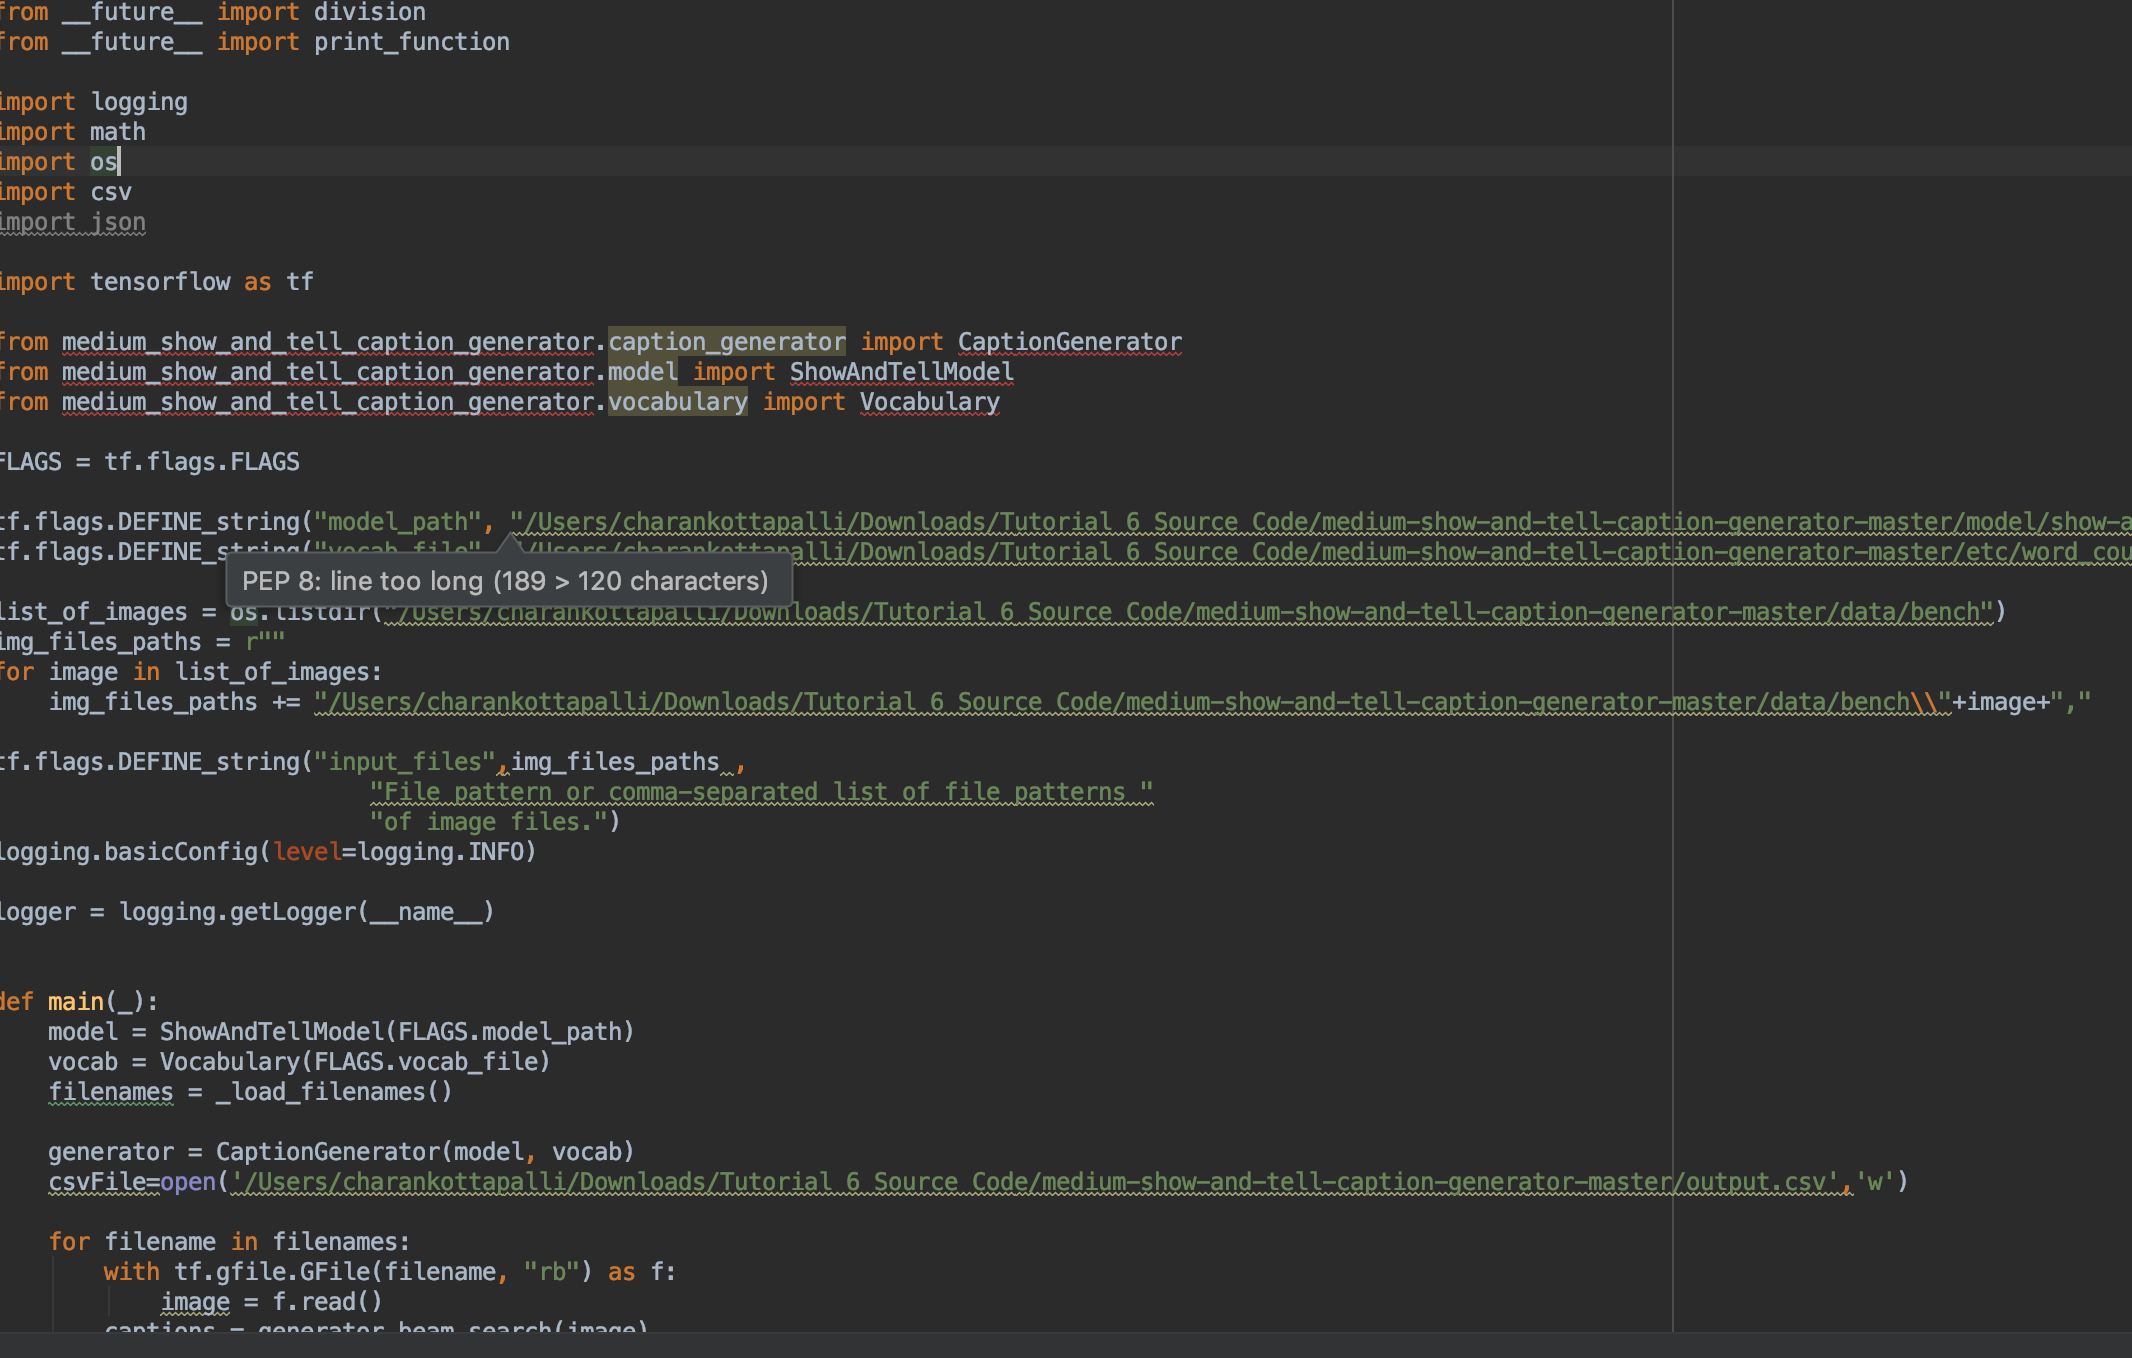 from __future__ import division
from __future__ import print_function
import logging
import math
import os
import csv
import json
import tensorflow as tf
from medium_show_and_tell_caption_generator.caption_generator import CaptionGenerator
from medium_show_and_tell_caption_generator.model import ShowAndTellModel
from medium_show_and_tell_caption_generator.vocabulary import Vocabulary
FLAGS = tf.flags.FLAGS
tf.flags.DEFINE_string("model_path", "/Users/charankottapalli/Downloads/Tutorial 6 Source Code/medium-show-and-tell-caption-generator-master/model/show-a
tf.flags.DEFINE_string("vocab_file", "/Users/charankottapalli/Downloads/Tutorial 6 Source Code/medium-show-and-tell-caption-generator-master/etc/word_cou
PEP 8: line too long (189 > 120 characters)
list_of_images = os.listdir("/Users/charankottapalli/Downloads/Tutorial 6 Source Code/medium-show-and-tell-caption-generator-master/data/bench")
img_files_paths = r""
for image in list_of_images:
    img_files_paths += "/Users/charankottapalli/Downloads/Tutorial 6 Source Code/medium-show-and-tell-caption-generator-master/data/bench\\"+image+","
tf.flags.DEFINE_string("input_files",img_files_paths ,
                       "File pattern or comma-separated list of file patterns "
                       "of image files.")
logging.basicConfig(level=logging.INFO)
logger = logging.getLogger(__name__)
def main(_):
    model = ShowAndTellModel(FLAGS.model_path)
    vocab = Vocabulary(FLAGS.vocab_file)
    filenames = _load_filenames()
    generator = CaptionGenerator(model, vocab)
    csvFile=open('/Users/charankottapalli/Downloads/Tutorial 6 Source Code/medium-show-and-tell-caption-generator-master/output.csv','w')
    for filename in filenames:
        with tf.gfile.GFile(filename, "rb") as f:
            image = f.read()
        captions = generator.beam_search(image)